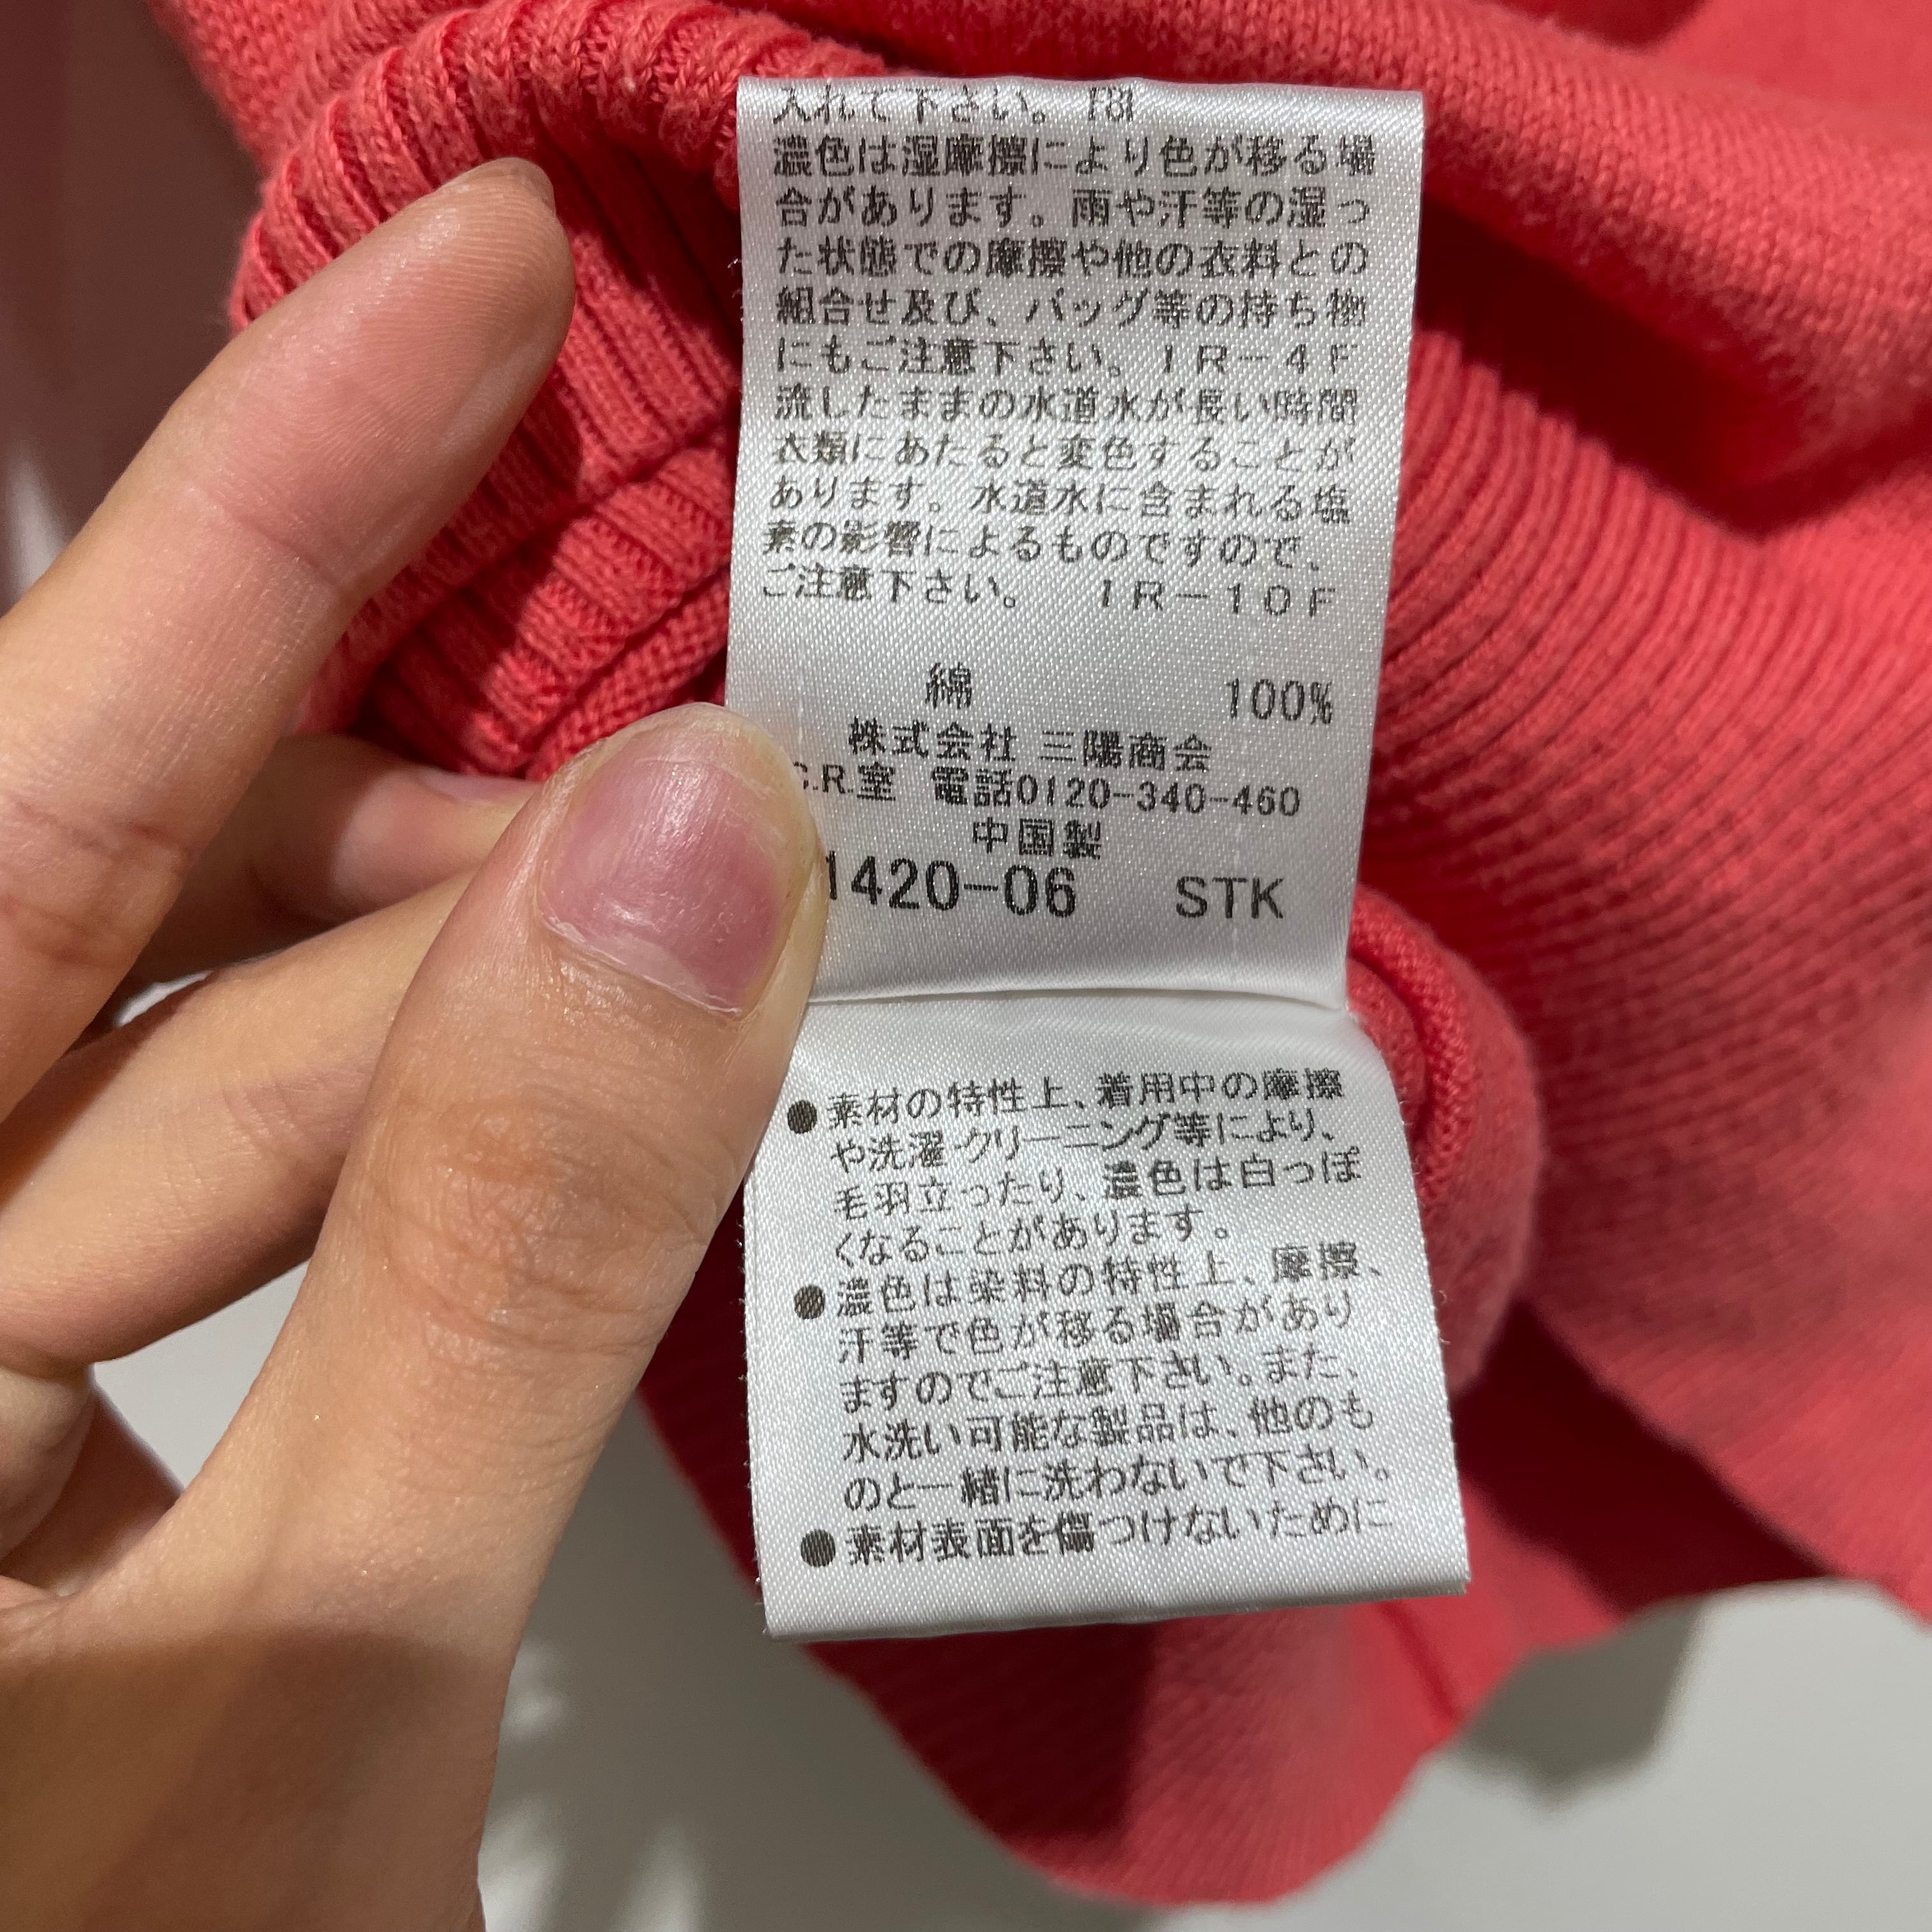 入れて下さい。
濃色は湿摩擦により色が移る場
合があります。雨や汗等の湿っ
た状態での摩擦や他の衣料との
組合せ及び、バッグ等の持ち物
にもご注意下さい。IR-4F
流したままの水道水が長い時間
衣類にあたると変色することが
あります。水道水に含まれる塩
素の影響によるものですので、
ご注意下さい。 IR-10F
綿 100%
株式会社 三陽商会
C.R.室 電話0120-340-460
中国製
1420-06 STK
●素材の特性上、着用中の摩擦
や洗濯・クリーニング等により、
毛羽立ったり、濃色は白っぽ
くなることがあります。
●濃色は染料の特性上、摩擦、
汗等で色が移る場合があり
ますのでご注意下さい。また、
水洗い可能な製品は、他のも
のと一緒に洗わないで下さい。
●素材表面を傷つけないために